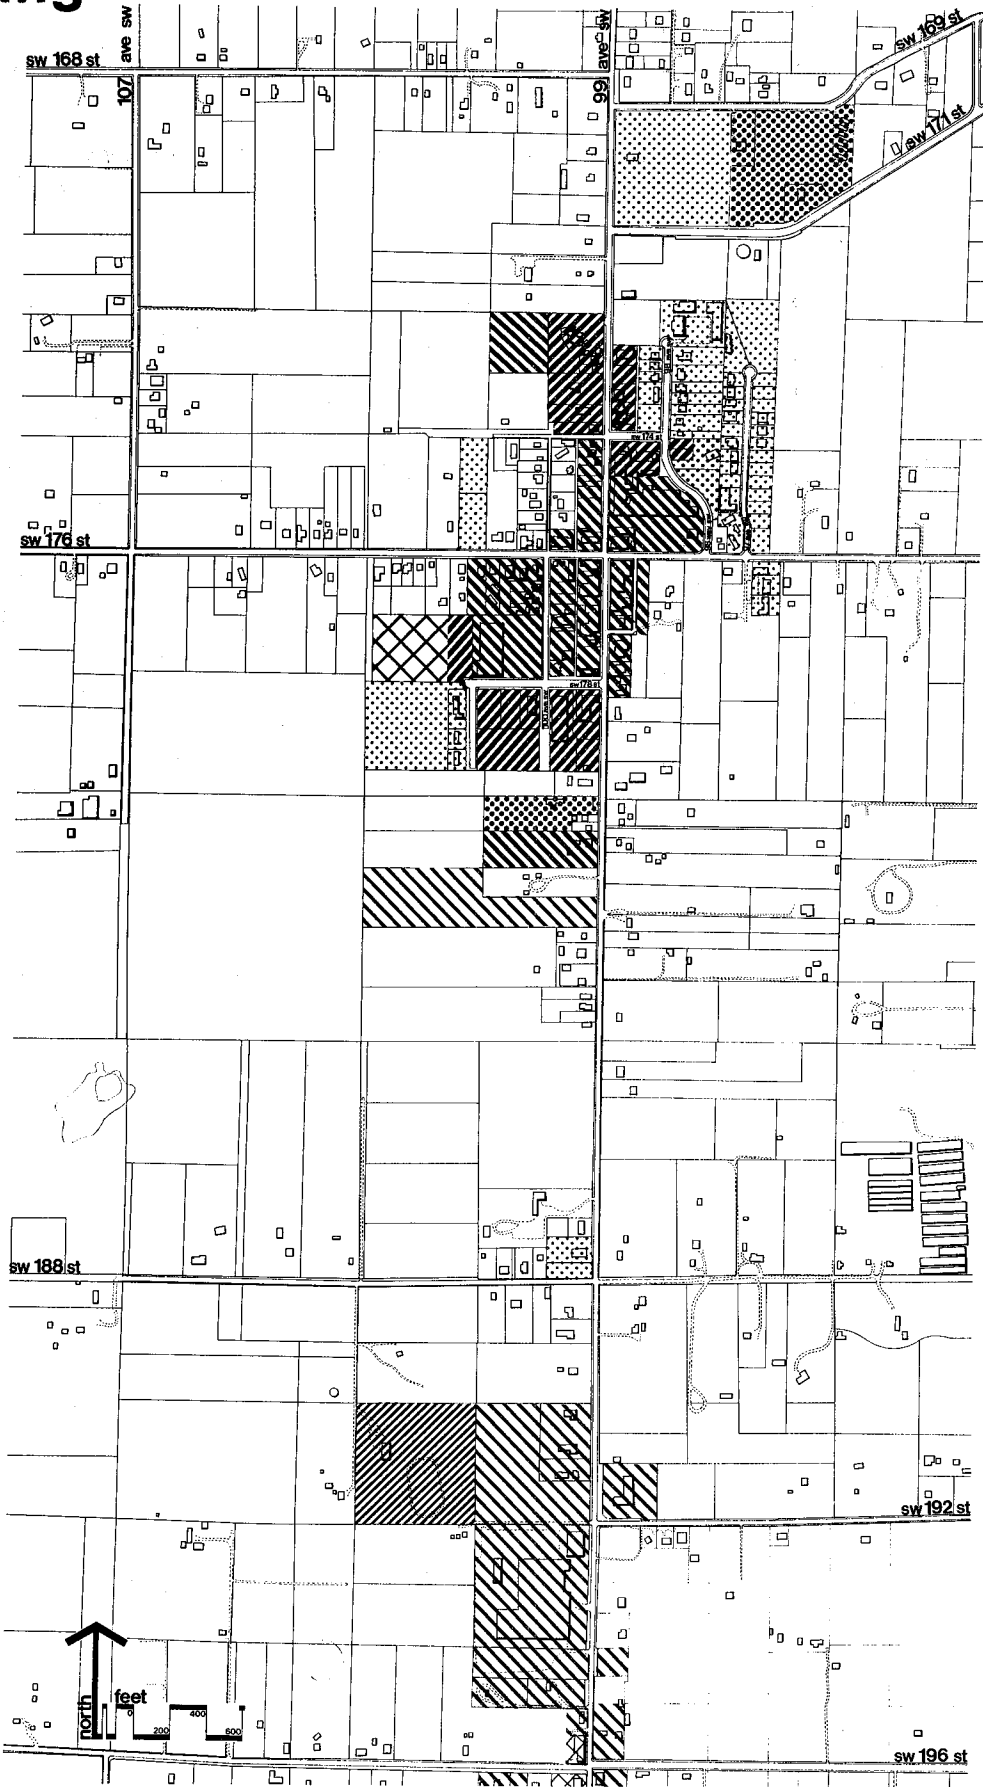 ave sw
107
sw 168 st
ave sw
99
sw 169 st
sw 171 st
sw 174 st
sw 176 st
sw 178 st
sw 188 st
sw 192 st
north
feet
0
200
400
600
sw 196 st